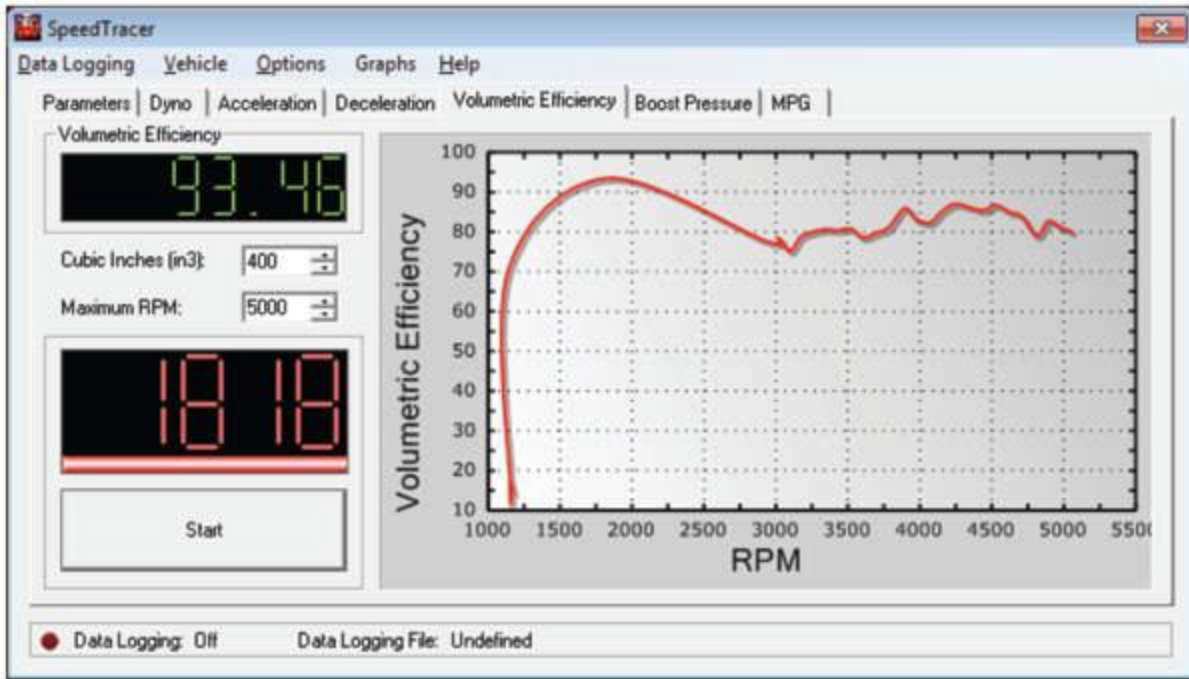 SpeedTracer
Data Logging Vehicle Options Graphs Help
Parameters Dyno Acceleration Deceleration Volumetric Efficiency Boost Pressure MPG
Volumetric Efficiency
93.46
Cubic Inches (in3): 400
Maximum RPM: 5000
1818
Start
Volumetric Efficiency
100
90
80
70
60
50
40
30
20
10
1000 1500 2000 2500 3000 3500 4000 4500 5000 5500
RPM
Data Logging: Off Data Logging File: Undefined